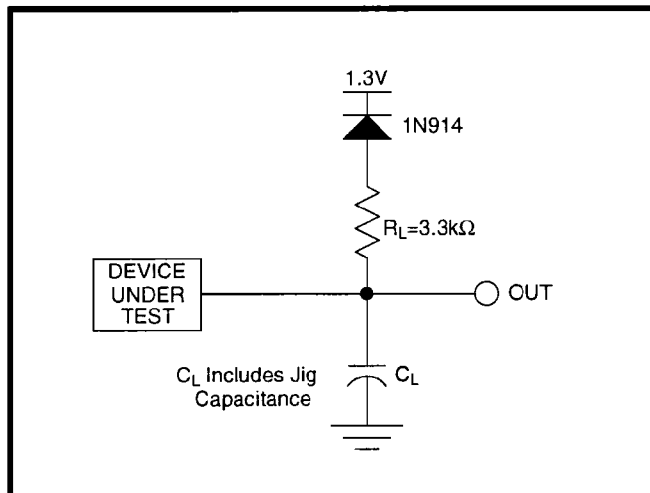 1.3V
1N914
R_L=3.3kΩ
DEVICE
UNDER
TEST
OUT
C_L Includes Jig
Capacitance
C_L